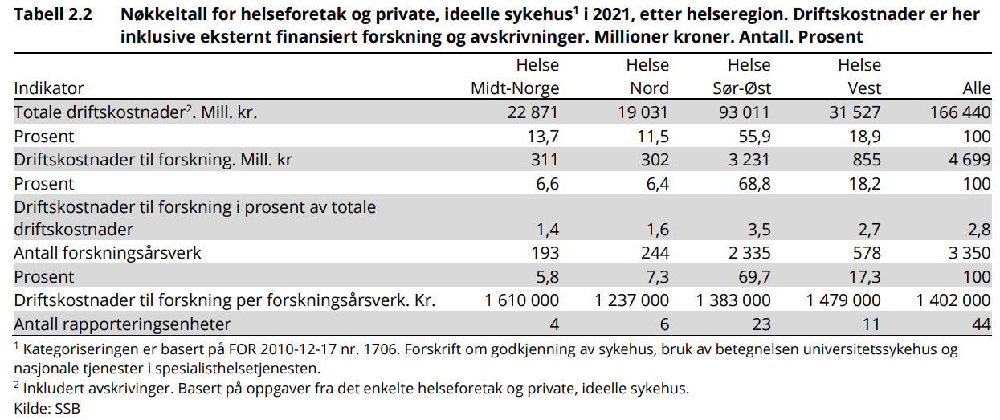 Tabell 2.2 Nøkkeltall for helseforetak og private, ideelle sykehus¹ i 2021, etter helseregion. Driftskostnader er her
inklusive eksternt finansiert forskning og avskrivninger. Millioner kroner. Antall. Prosent
Helse Helse Helse Helse
Indikator Midt-Norge Nord Sør-Øst Vest Alle
Totale driftskostnader². Mill. kr. 22 871 19 031 93 011 31 527 166 440
Prosent 13,7 11,5 55,9 18,9 100
Driftskostnader til forskning. Mill. kr 311 302 3 231 855 4 699
Prosent 6,6 6,4 68,8 18,2 100
Driftskostnader til forskning i prosent av totale
driftskostnader 1,4 1,6 3,5 2,7 2,8
Antall forskningsårsverk 193 244 2 335 578 3 350
Prosent 5,8 7,3 69,7 17,3 100
Driftskostnader til forskning per forskningsårsverk. Kr. 1 610 000 1 237 000 1 383 000 1 479 000 1 402 000
Antall rapporteringsenheter 4 6 23 11 44
¹ Kategoriseringen er basert på FOR 2010-12-17 nr. 1706. Forskrift om godkjenning av sykehus, bruk av betegnelsen universitetssykehus og
nasjonale tjenester i spesialisthelsetjenesten.
² Inkludert avskrivinger. Basert på oppgaver fra det enkelte helseforetak og private, ideelle sykehus.
Kilde: SSB